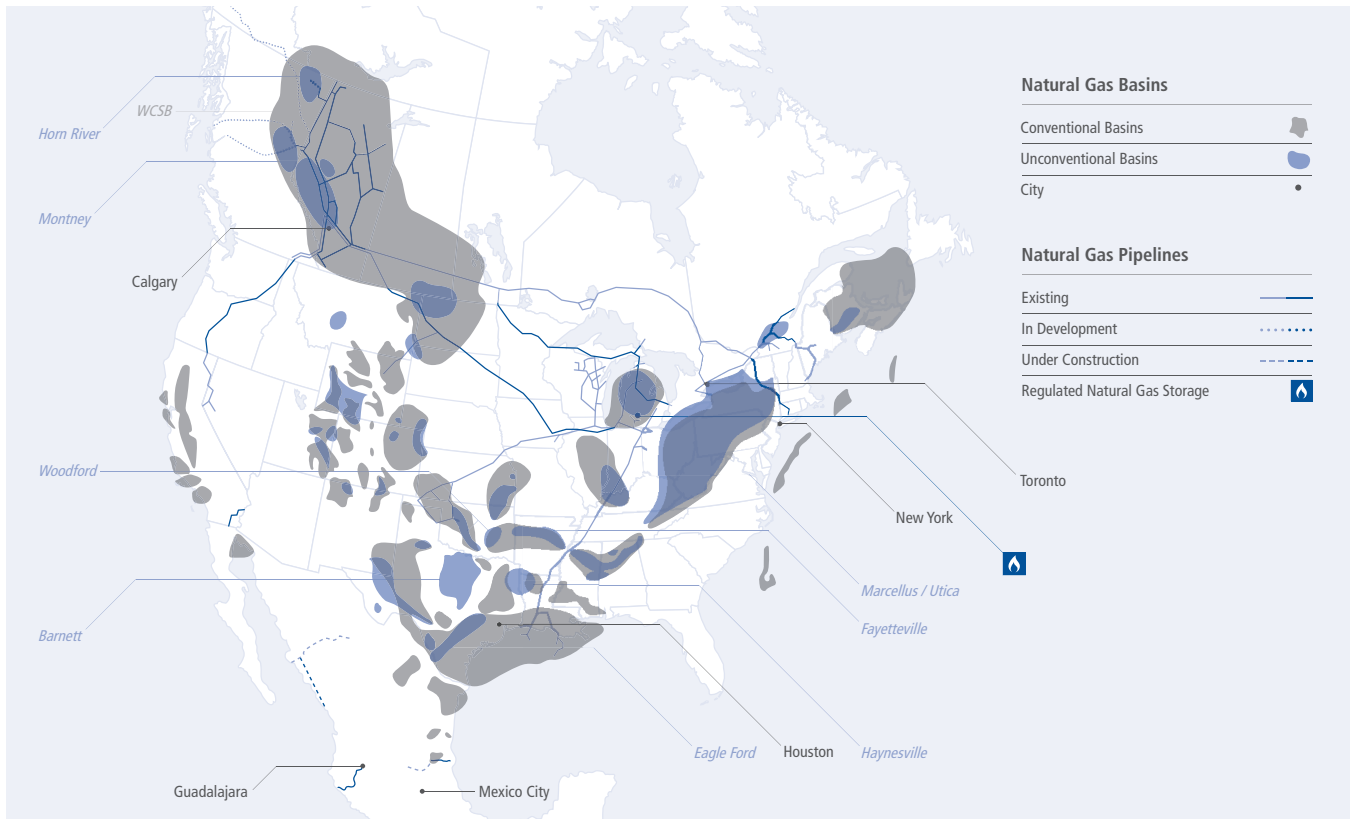 Horn River
WCSB
Montney
Calgary
Woodford
Barnett
Guadalajara
Mexico City
Eagle Ford
Houston
Haynesville
Fayetteville
Marcellus / Utica
New York
Toronto
Natural Gas Basins
Conventional Basins
Unconventional Basins
City
Natural Gas Pipelines
Existing
In Development
Under Construction
Regulated Natural Gas Storage